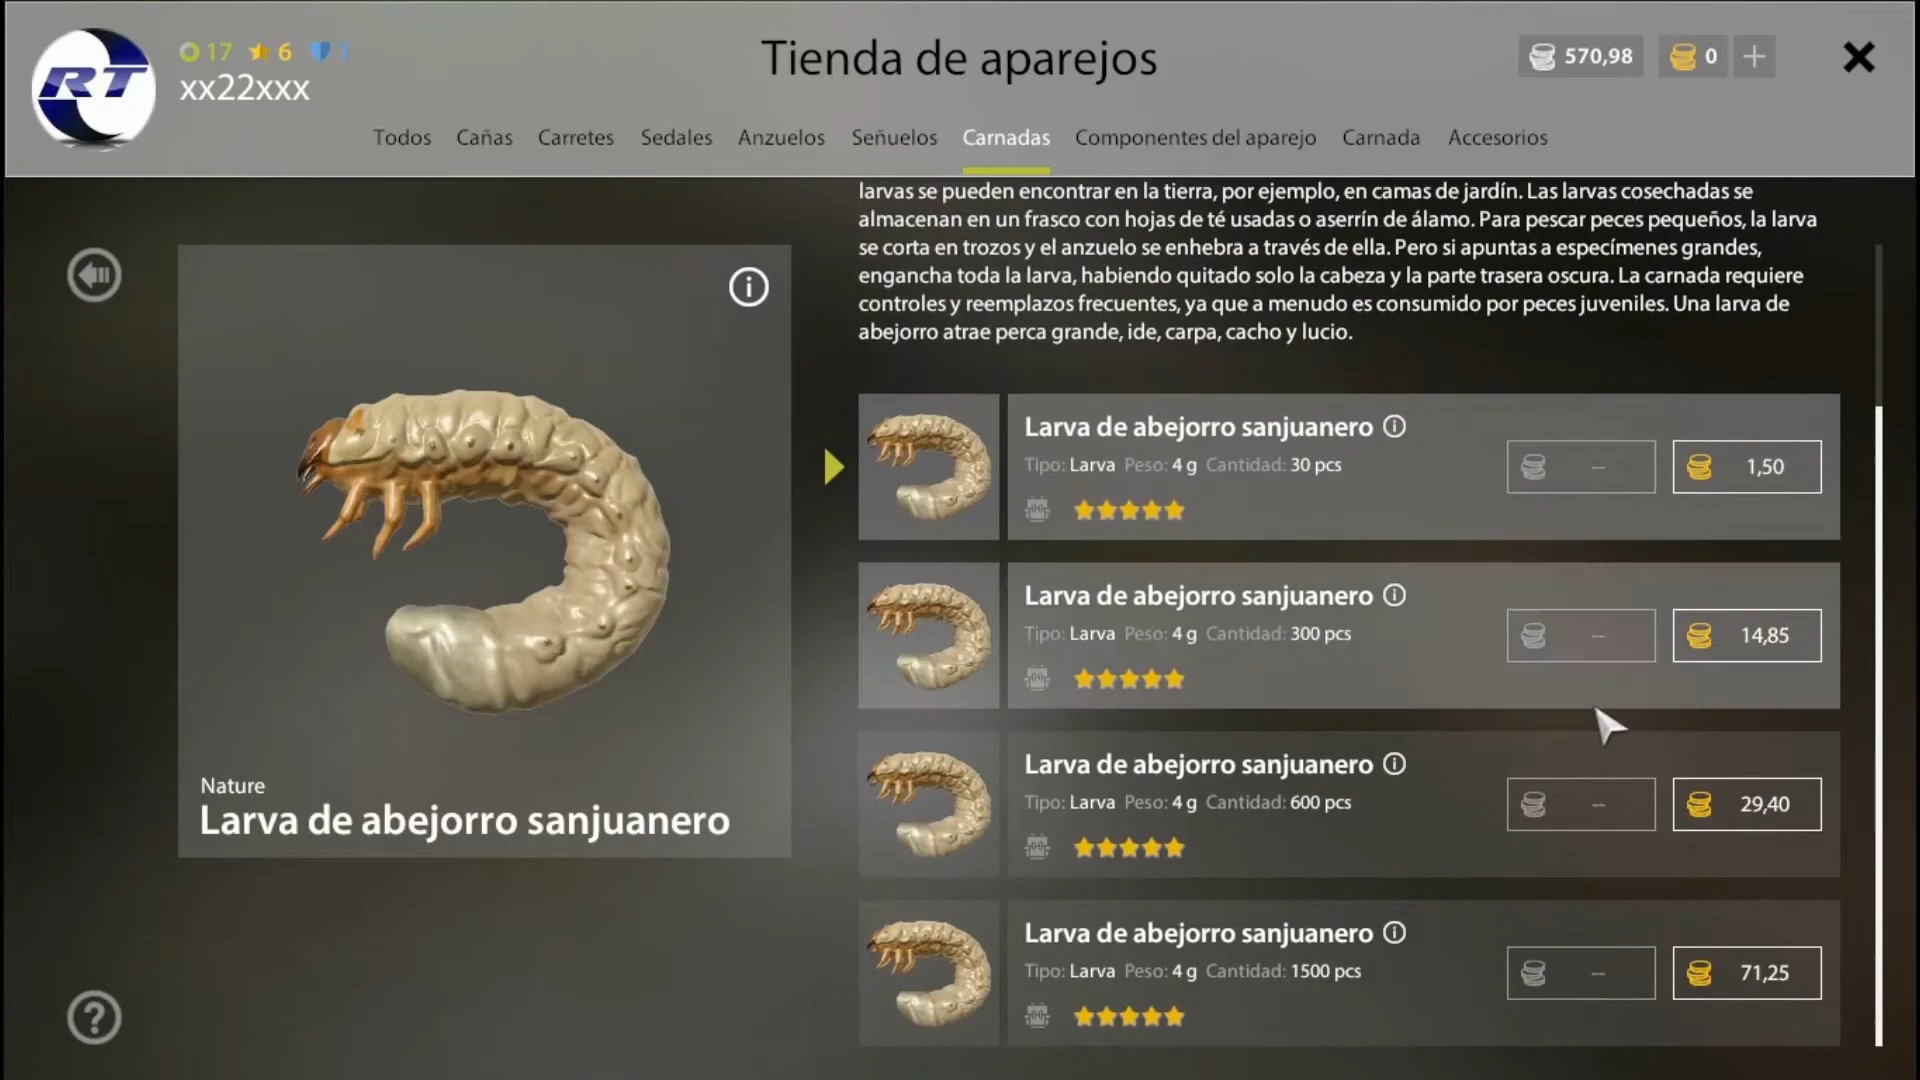 RT
17 6 1
xx22xxx
Tienda de aparejos
570,98 0
Todos Cañas Carretes Sedales Anzuelos Señuelos Carnadas Componentes del aparejo Carnada Accesorios
larvas se pueden encontrar en la tierra, por ejemplo, en camas de jardín. Las larvas cosechadas se
almacenan en un frasco con hojas de té usadas o aserrín de álamo. Para pescar peces pequeños, la larva
se corta en trozos y el anzuelo se enhebra a través de ella. Pero si apuntas a especímenes grandes,
engancha toda la larva, habiendo quitado solo la cabeza y la parte trasera oscura. La carnada requiere
controles y reemplazos frecuentes, ya que a menudo es consumido por peces juveniles. Una larva de
abejorro atrae perca grande, ide, carpa, cacho y lucio.
Nature
Larva de abejorro sanjuanero
Larva de abejorro sanjuanero
Tipo: Larva Peso: 4 g Cantidad: 30 pcs
-- 1,50
Larva de abejorro sanjuanero
Tipo: Larva Peso: 4 g Cantidad: 300 pcs
-- 14,85
Larva de abejorro sanjuanero
Tipo: Larva Peso: 4 g Cantidad: 600 pcs
-- 29,40
Larva de abejorro sanjuanero
Tipo: Larva Peso: 4 g Cantidad: 1500 pcs
-- 71,25